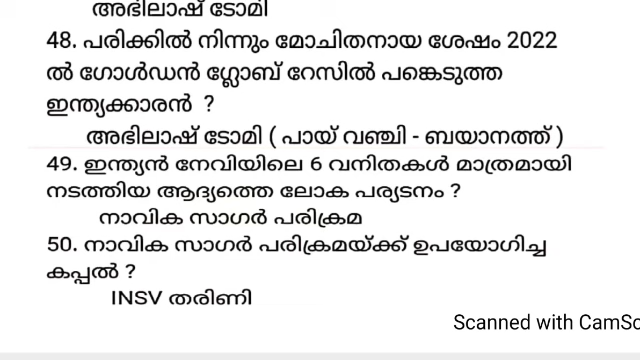 അഭിലാഷ് ടോമി
48. പരിക്കിൽ നിന്നും മോചിതനായ ശേഷം 2022
ൽ ഗോൾഡൻ ഗ്ലോബ് റേസിൽ പങ്കെടുത്ത
ഇന്ത്യക്കാരൻ ?
അഭിലാഷ് ടോമി ( പായ് വഞ്ചി - ബയാനത്ത് )
49. ഇന്ത്യൻ നേവിയിലെ 6 വനിതകൾ മാത്രമായി
നടത്തിയ ആദ്യത്തെ ലോക പര്യടനം ?
നാവിക സാഗർ പരിക്രമ
50. നാവിക സാഗർ പരിക്രമയ്ക്ക് ഉപയോഗിച്ച
കപ്പൽ ?
INSV തരിണി
Scanned with CamSc